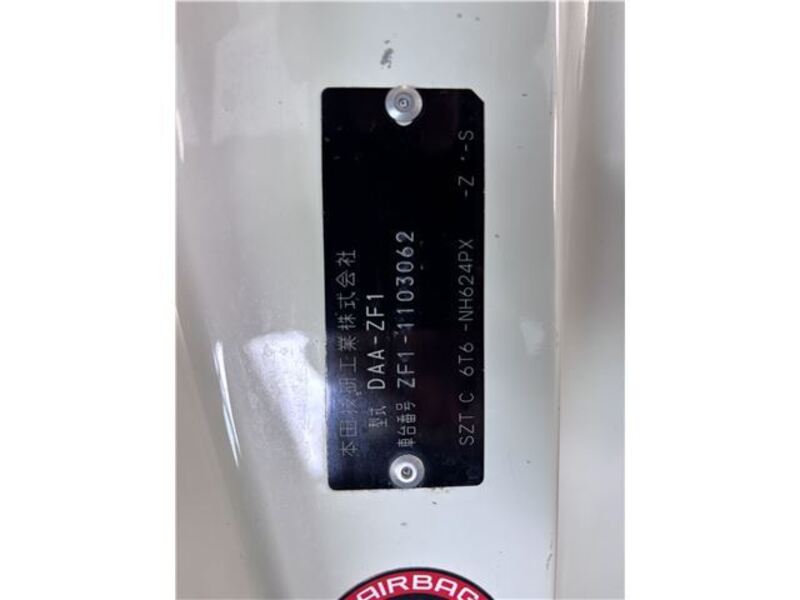 本田技研工業株式会社
型式 DAA-ZF1
車台番号 ZF1-1103062
SZTC 6T6 -NH624PX -Z -S
AIRBAG